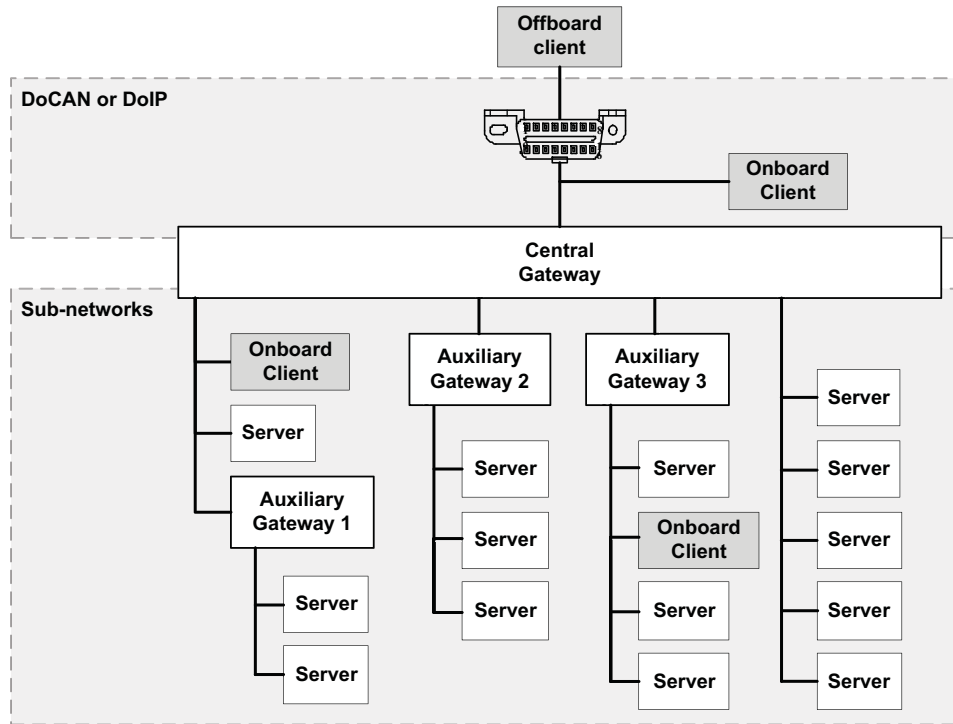 Offboard
client
DoCAN or DoIP
Onboard
Client
Central
Gateway
Sub-networks
Onboard
Client
Server
Auxiliary
Gateway 1
Server
Server
Auxiliary
Gateway 2
Server
Server
Server
Auxiliary
Gateway 3
Server
Onboard
Client
Server
Server
Server
Server
Server
Server
Server